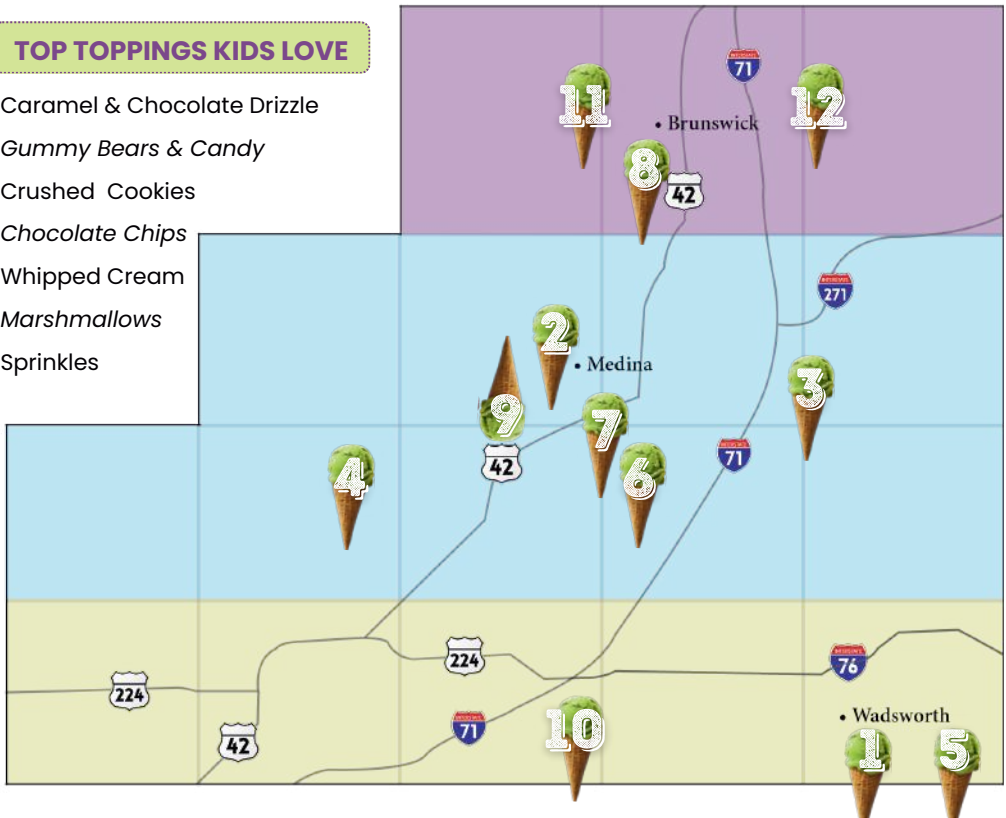 TOP TOPPINGS KIDS LOVE
Caramel & Chocolate Drizzle
Gummy Bears & Candy
Crushed Cookies
Chocolate Chips
Whipped Cream
Marshmallows
Sprinkles
71
11
12
• Brunswick
8
42
271
2
• Medina
3
9
7
42
71
4
6
224
76
224
• Wadsworth
71
10
42
1
5